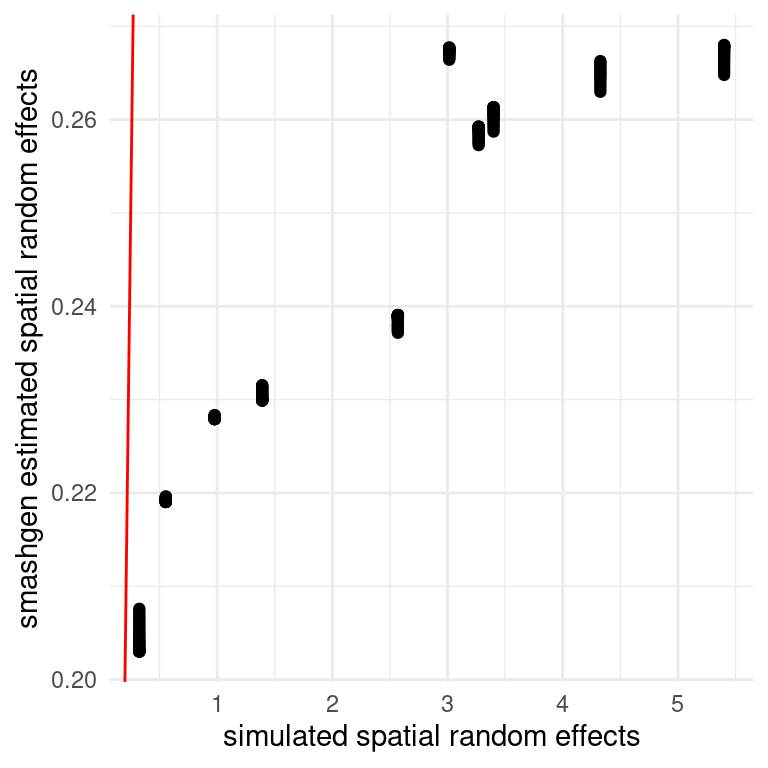 smashgen estimated spatial random effects
0.26
0.24
0.22
0.20
1 2 3 4 5
simulated spatial random effects